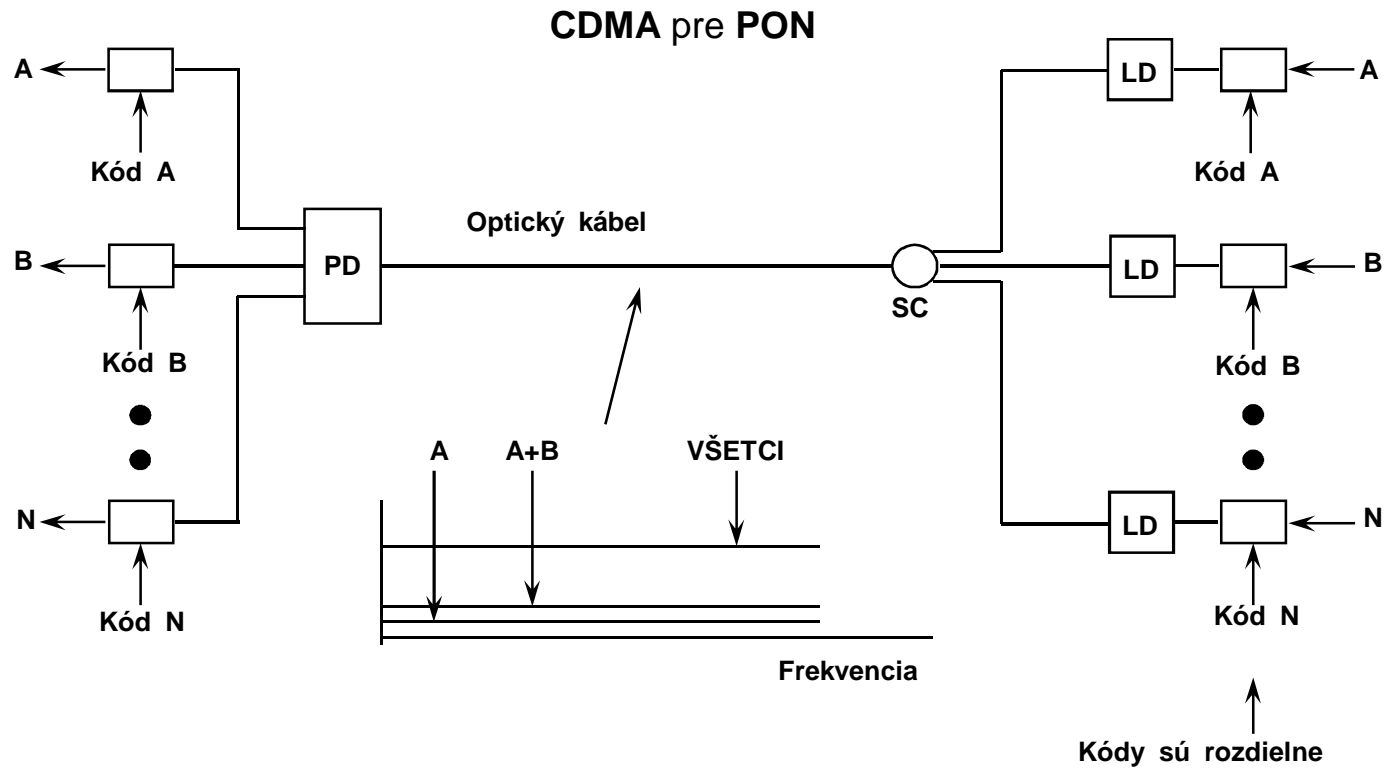 CDMA pre PON
A
LD
A
Kód A
Kód A
Optický kábel
B
PD
SC
LD
B
Kód B
Kód B
A
A+B
VŠETCI
N
LD
N
Kód N
Kód N
Frekvencia
Kódy sú rozdielne